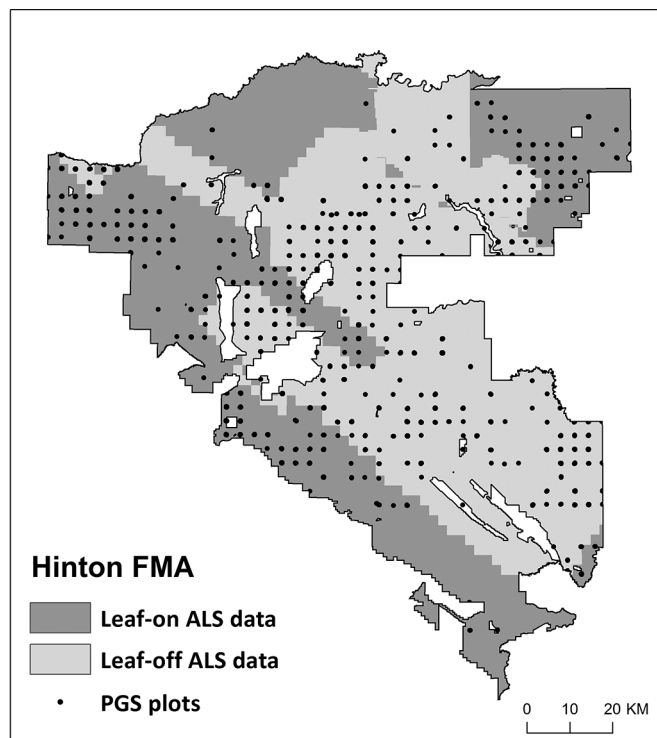 Hinton FMA
Leaf-on ALS data
Leaf-off ALS data
PGS plots
0 10 20 KM